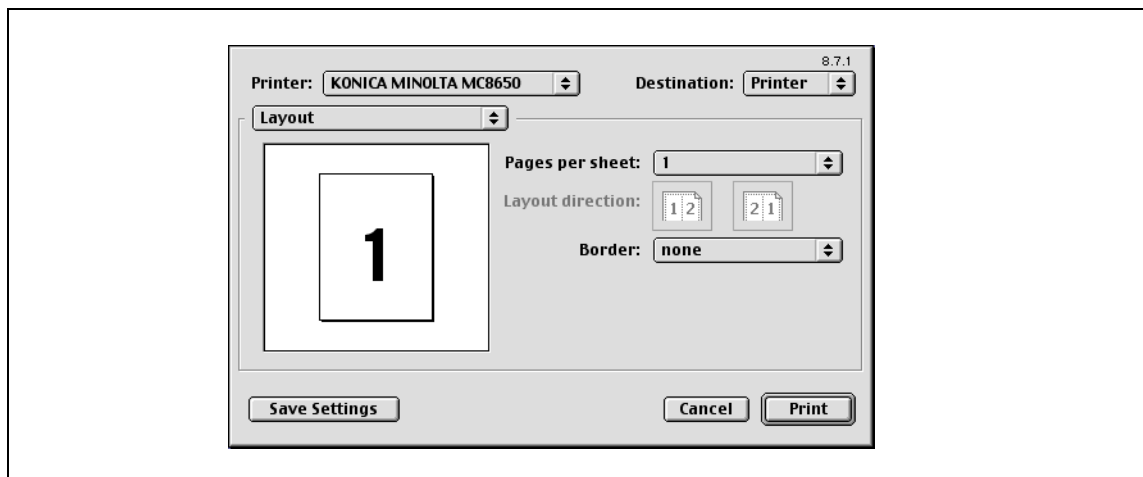 8.7.1
Printer: KONICA MINOLTA MC8650 Destination: Printer
Layout
Pages per sheet: 1
Layout direction: 1 2 2 1
Border: none
1
Save Settings Cancel Print